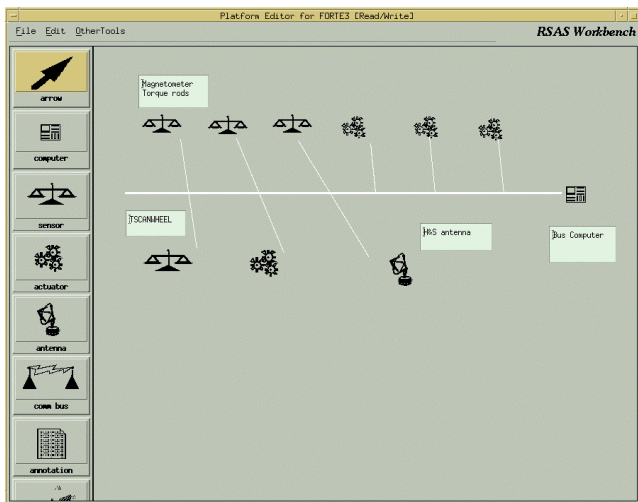 Platform Editor for FORTE3 [Read/Write]
File Edit OtherTools
RSAS Workbench
arrow
computer
sensor
actuator
antenna
comm bus
annotation
Magnetometer
Torque rods
TSCANWHEEL
H&S antenna
Bus Computer